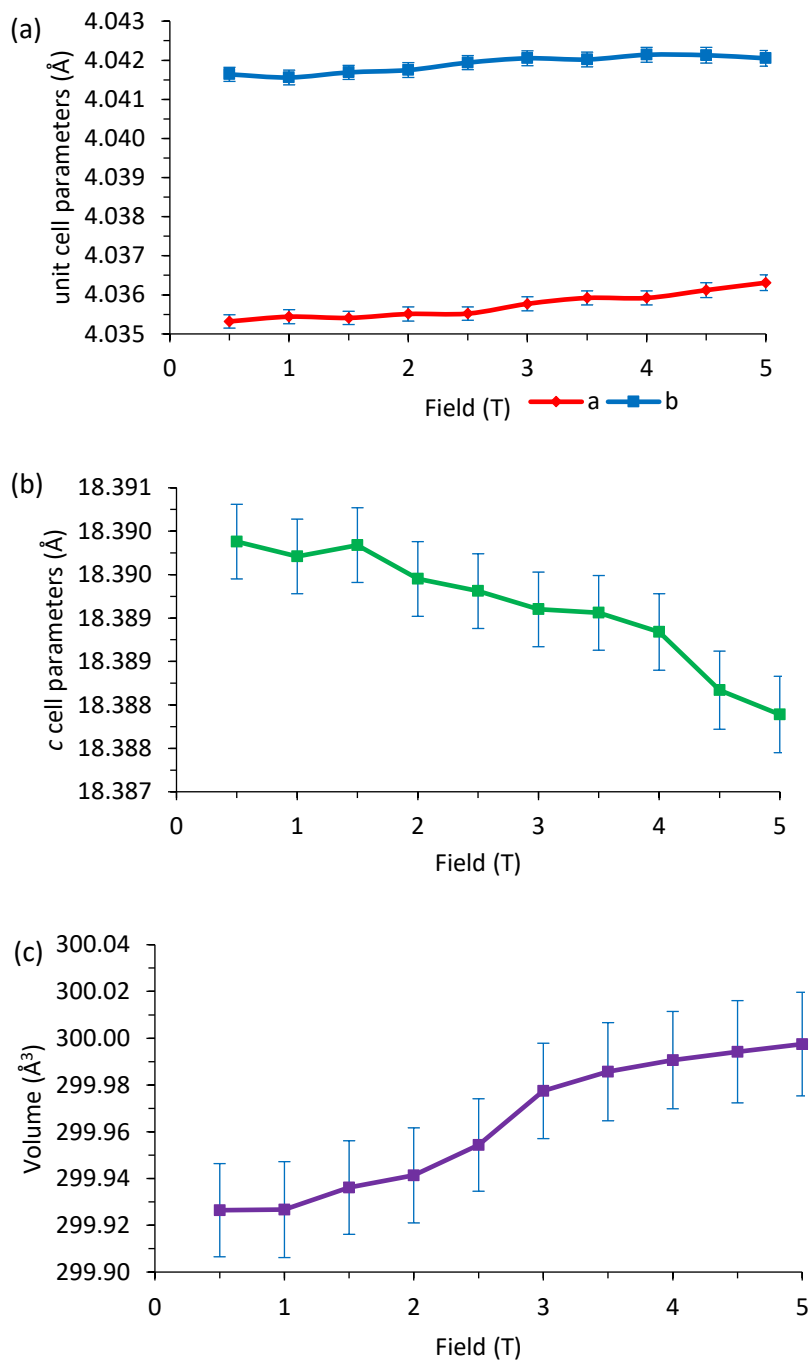 (a)
unit cell parameters (Å)
4.043
4.042
4.041
4.040
4.039
4.038
4.037
4.036
4.035
0 1 2 3 4 5
Field (T) a b
(b)
c cell parameters (Å)
18.391
18.390
18.390
18.389
18.389
18.388
18.388
18.387
0 1 2 3 4 5
Field (T)
(c)
Volume (Å³)
300.04
300.02
300.00
299.98
299.96
299.94
299.92
299.90
0 1 2 3 4 5
Field (T)